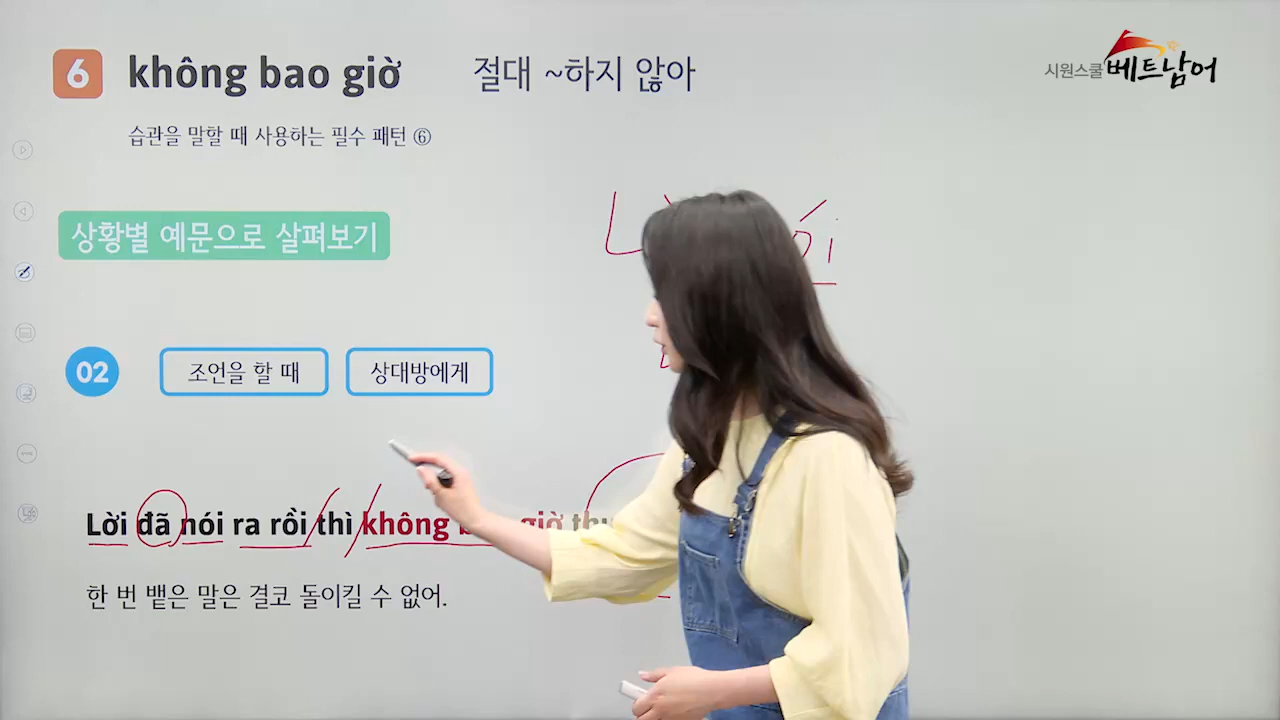 6 không bao giờ 절대 ~하지 않아
시원스쿨 베트남어
습관을 말할 때 사용하는 필수 패턴 ⑥
상황별 예문으로 살펴보기
02 조언을 할 때 상대방에게
Lời đã nói ra rồi thì không giờ
한 번 뱉은 말은 결코 돌이킬 수 없어.